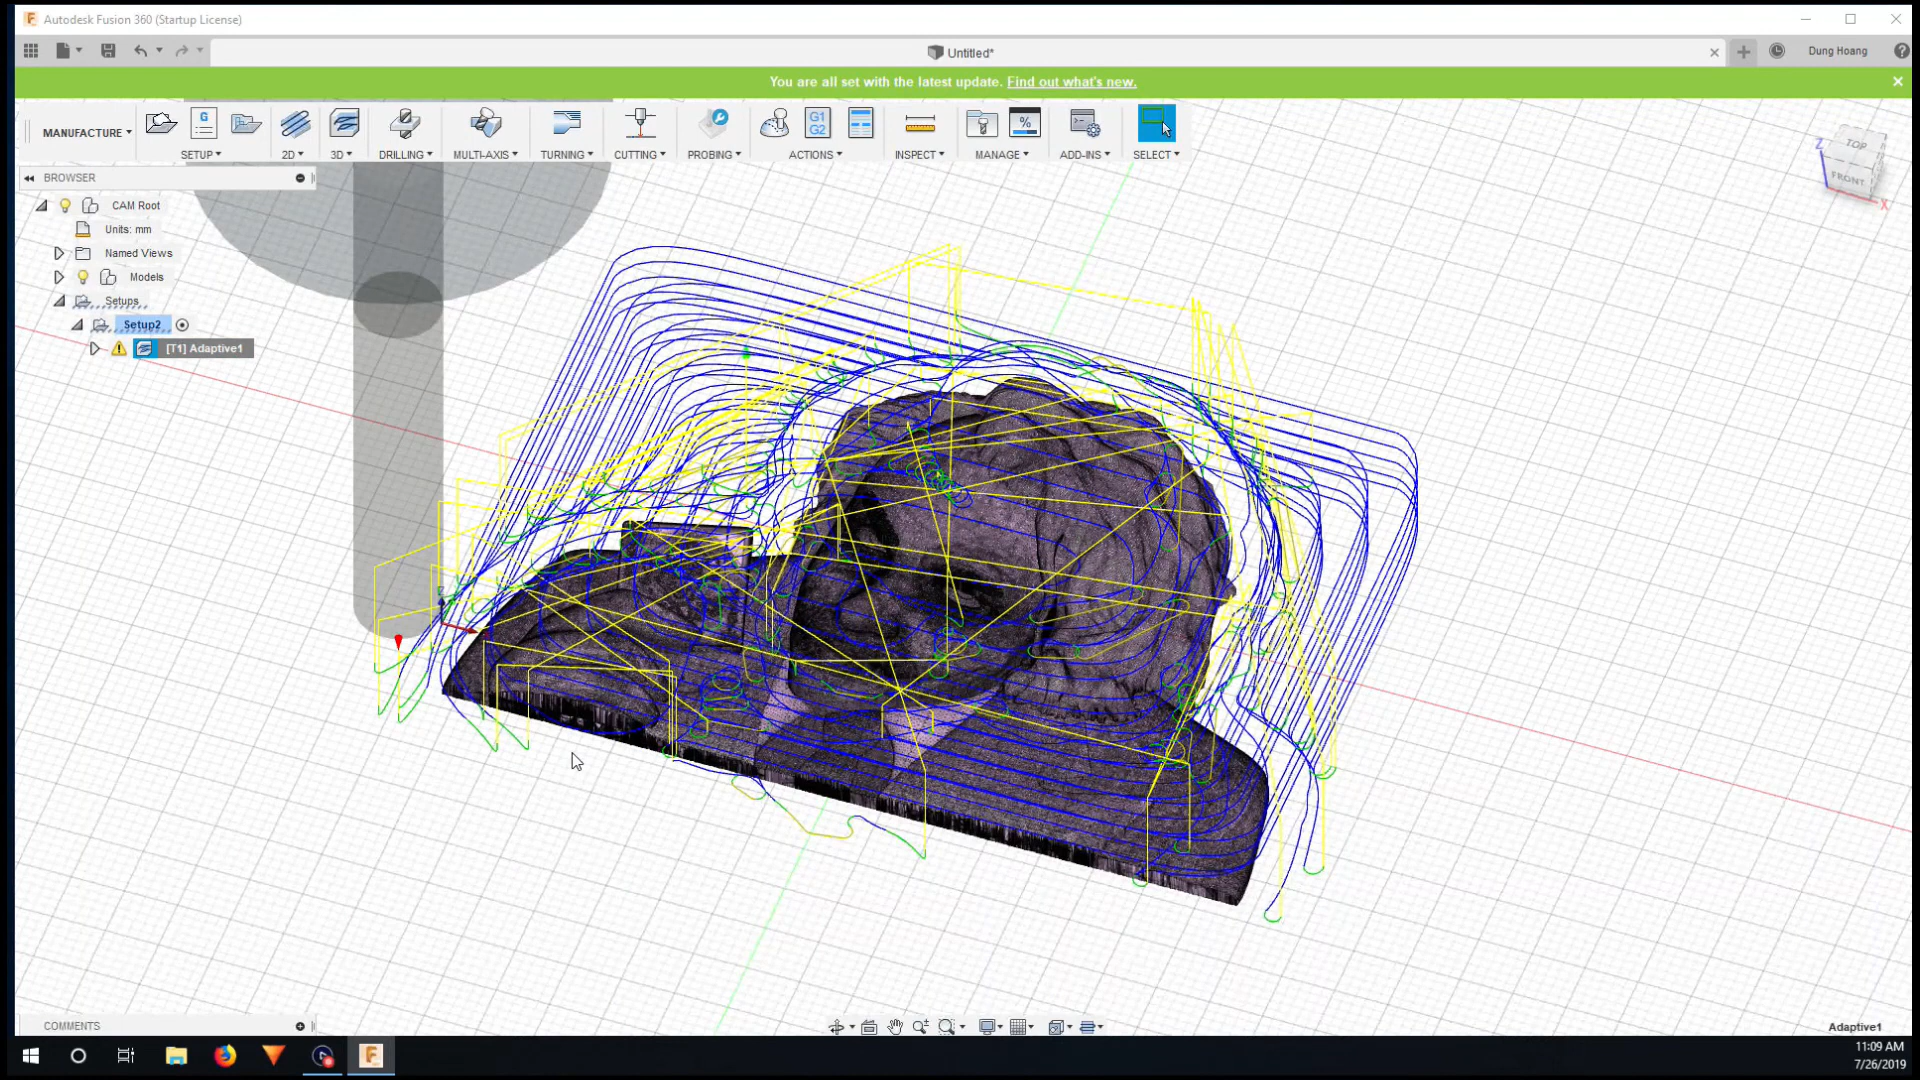 Autodesk Fusion 360 (Startup License)
Untitled*
Dung Hoang
You are all set with the latest update. Find out what's new.
MANUFACTURE
G
G1
G2
%
SETUP
2D
3D
DRILLING
MULTI-AXIS
TURNING
CUTTING
PROBING
ACTIONS
INSPECT
MANAGE
ADD-INS
SELECT
Z
TOP
FRONT
X
BROWSER
CAM Root
Units: mm
Named Views
Models
Setups
Setup2
[T1] Adaptive1
COMMENTS
Adaptive1
11:09 AM
7/26/2019